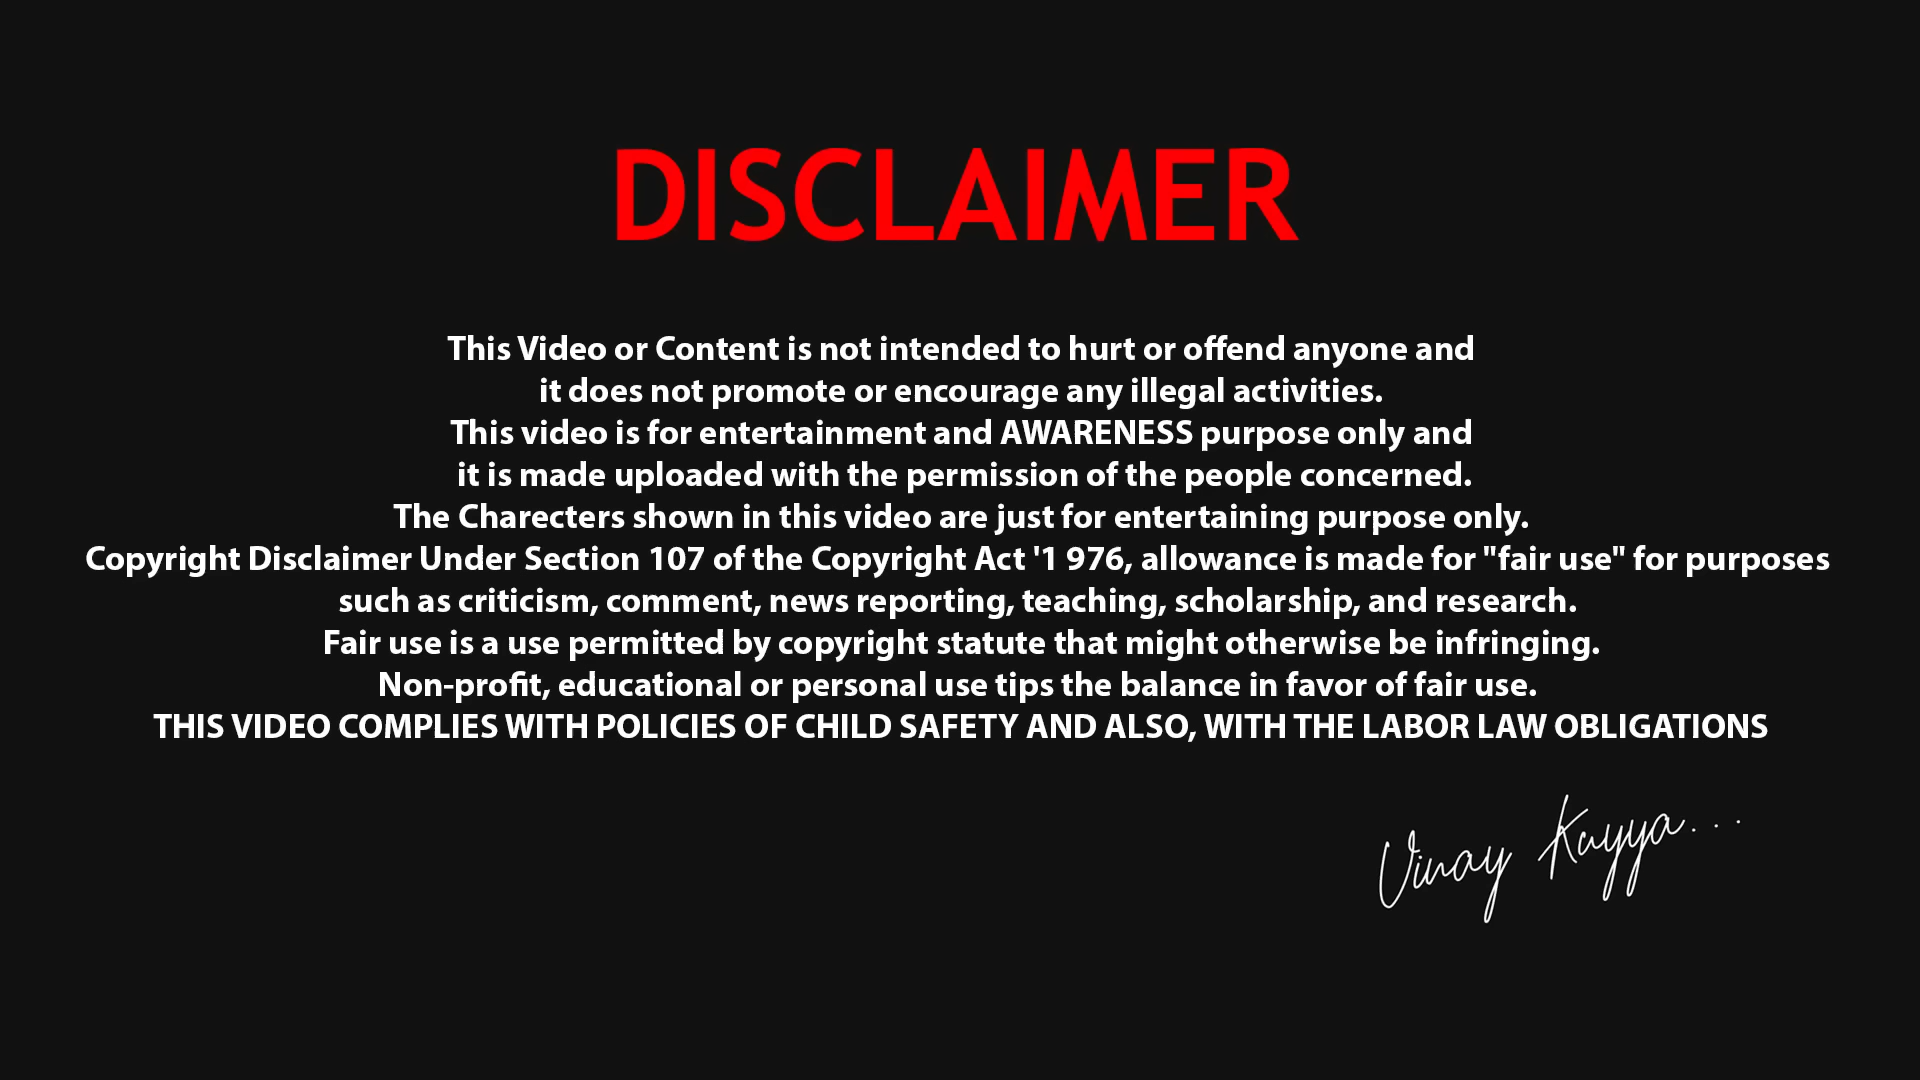 DISCLAIMER
This Video or Content is not intended to hurt or offend anyone and
it does not promote or encourage any illegal activities.
This video is for entertainment and AWARENESS purpose only and
it is made uploaded with the permission of the people concerned.
The Charecters shown in this video are just for entertaining purpose only.
Copyright Disclaimer Under Section 107 of the Copyright Act '1 976, allowance is made for "fair use" for purposes
such as criticism, comment, news reporting, teaching, scholarship, and research.
Fair use is a use permitted by copyright statute that might otherwise be infringing.
Non-profit, educational or personal use tips the balance in favor of fair use.
THIS VIDEO COMPLIES WITH POLICIES OF CHILD SAFETY AND ALSO, WITH THE LABOR LAW OBLIGATIONS
Vinay Kuyya...